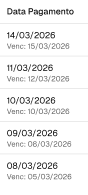 Data Pagamento
14/03/2026
Venc: 15/03/2026
11/03/2026
Venc: 12/03/2026
10/03/2026
Venc: 10/03/2026
09/03/2026
Venc: 08/03/2026
08/03/2026
Venc: 05/03/2026